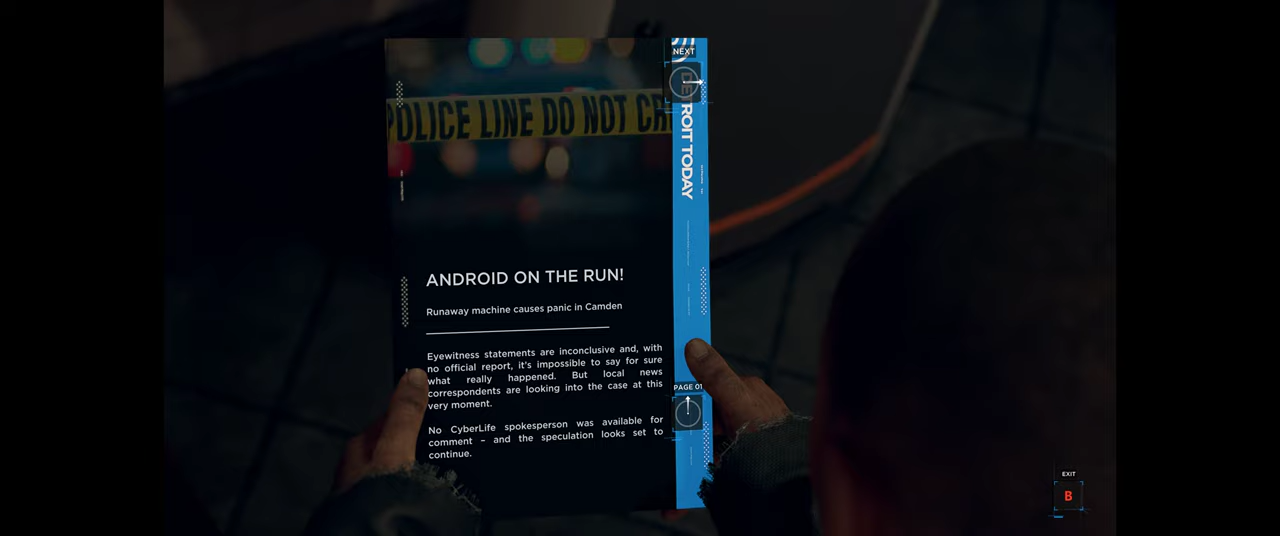 NEXT
DETROIT TODAY
POLICE LINE DO NOT CR
ANDROID ON THE RUN!
Runaway machine causes panic in Camden
Eyewitness statements are inconclusive and, with
no official report, it's impossible to say for sure
what really happened. But local news
correspondents are looking into the case at this
very moment.
No CyberLife spokesperson was available for
comment – and the speculation looks set to
continue.
PAGE 01
EXIT
B